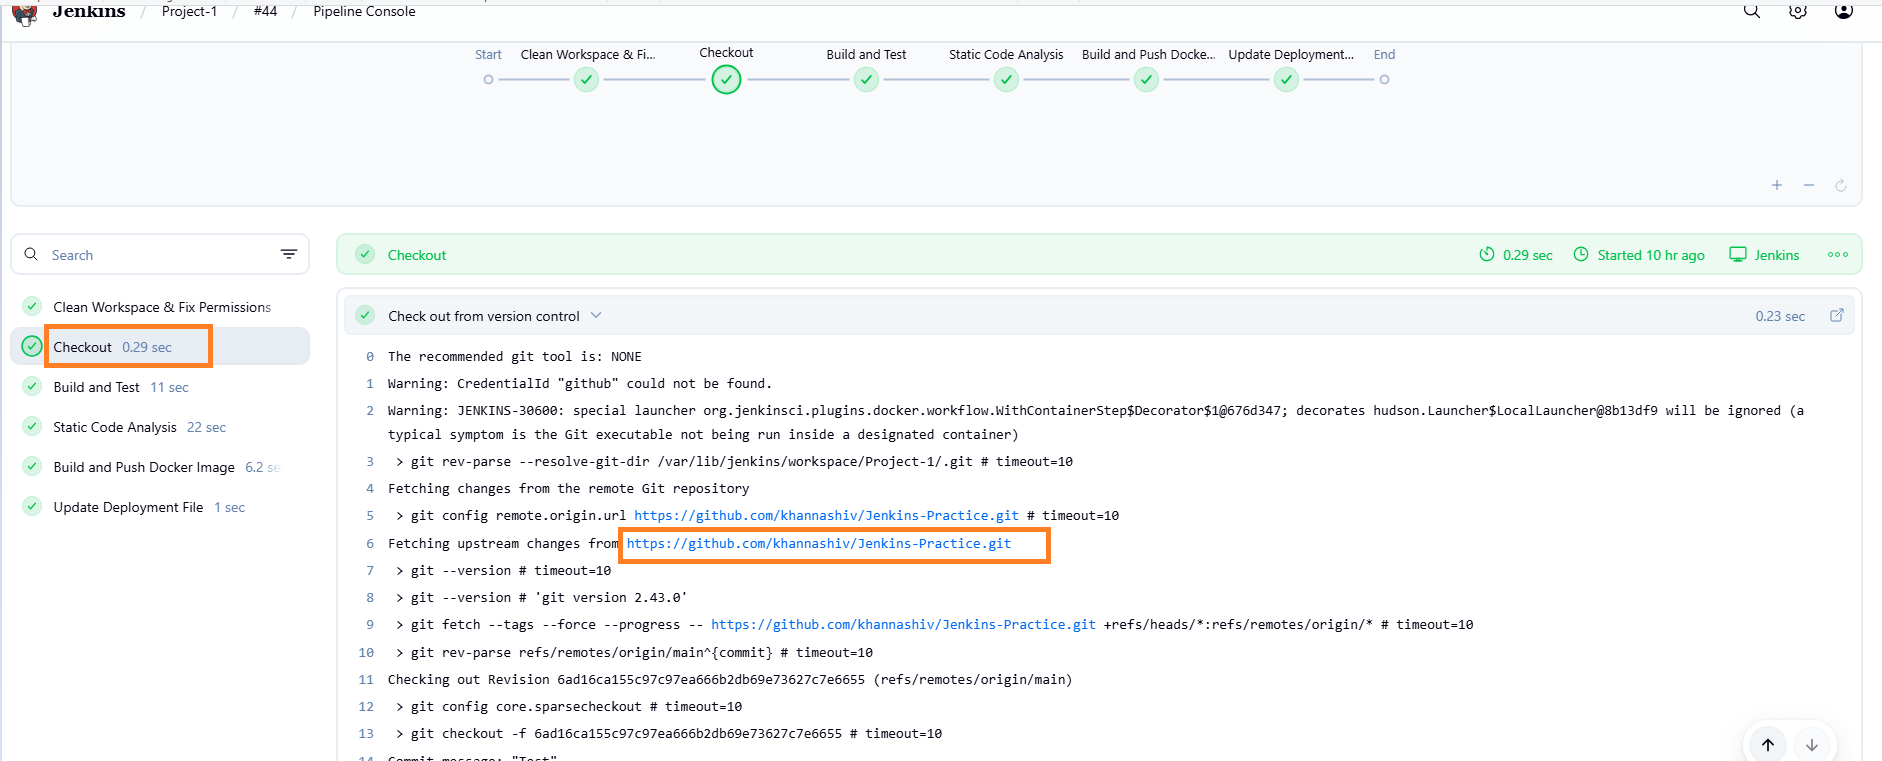 Jenkins / Project-1 / #44 / Pipeline Console
Start Clean Workspace & Fi... Checkout Build and Test Static Code Analysis Build and Push Docke... Update Deployment... End
Search
Clean Workspace & Fix Permissions
Checkout 0.29 sec
Build and Test 11 sec
Static Code Analysis 22 sec
Build and Push Docker Image 6.2 se
Update Deployment File 1 sec
Checkout 0.29 sec Started 10 hr ago Jenkins
Check out from version control 0.23 sec
0 The recommended git tool is: NONE
1 Warning: CredentialId "github" could not be found.
2 Warning: JENKINS-30600: special launcher org.jenkinsci.plugins.docker.workflow.WithContainerStep$Decorator$1@676d347; decorates hudson.Launcher$LocalLauncher@8b13df9 will be ignored (a
typical symptom is the Git executable not being run inside a designated container)
3 > git rev-parse --resolve-git-dir /var/lib/jenkins/workspace/Project-1/.git # timeout=10
4 Fetching changes from the remote Git repository
5 > git config remote.origin.url https://github.com/khannashiv/Jenkins-Practice.git # timeout=10
6 Fetching upstream changes from https://github.com/khannashiv/Jenkins-Practice.git
7 > git --version # timeout=10
8 > git --version # 'git version 2.43.0'
9 > git fetch --tags --force --progress -- https://github.com/khannashiv/Jenkins-Practice.git +refs/heads/*:refs/remotes/origin/* # timeout=10
10 > git rev-parse refs/remotes/origin/main^{commit} # timeout=10
11 Checking out Revision 6ad16ca155c97c97ea666b2db69e73627c7e6655 (refs/remotes/origin/main)
12 > git config core.sparsecheckout # timeout=10
13 > git checkout -f 6ad16ca155c97c97ea666b2db69e73627c7e6655 # timeout=10
14 Commit message: "Test"